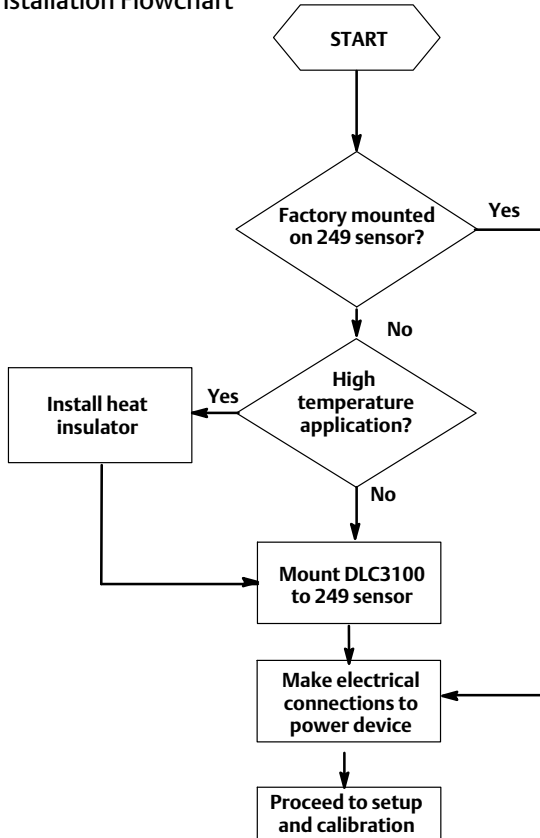 nstallation Flowchart
START
Factory mounted
on 249 sensor?
Yes
No
High
temperature
application?
Yes
Install heat
insulator
No
Mount DLC3100
to 249 sensor
Make electrical
connections to
power device
Proceed to setup
and calibration